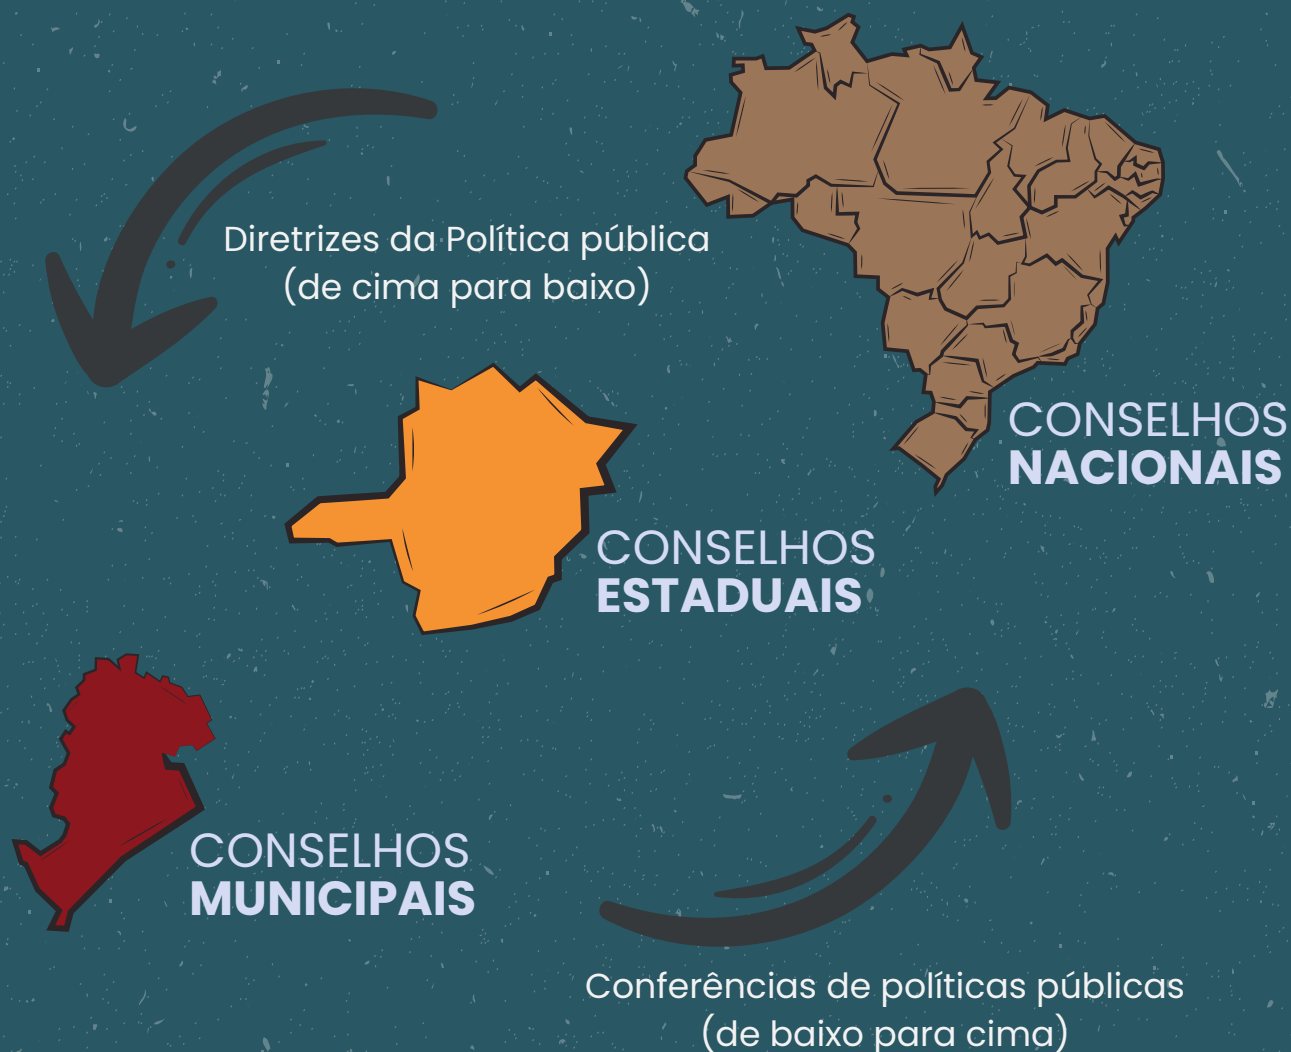 Diretrizes da Política pública
(de cima para baixo)
CONSELHOS
NACIONAIS
CONSELHOS
ESTADUAIS
CONSELHOS
MUNICIPAIS
Conferências de políticas públicas
(de baixo para cima)